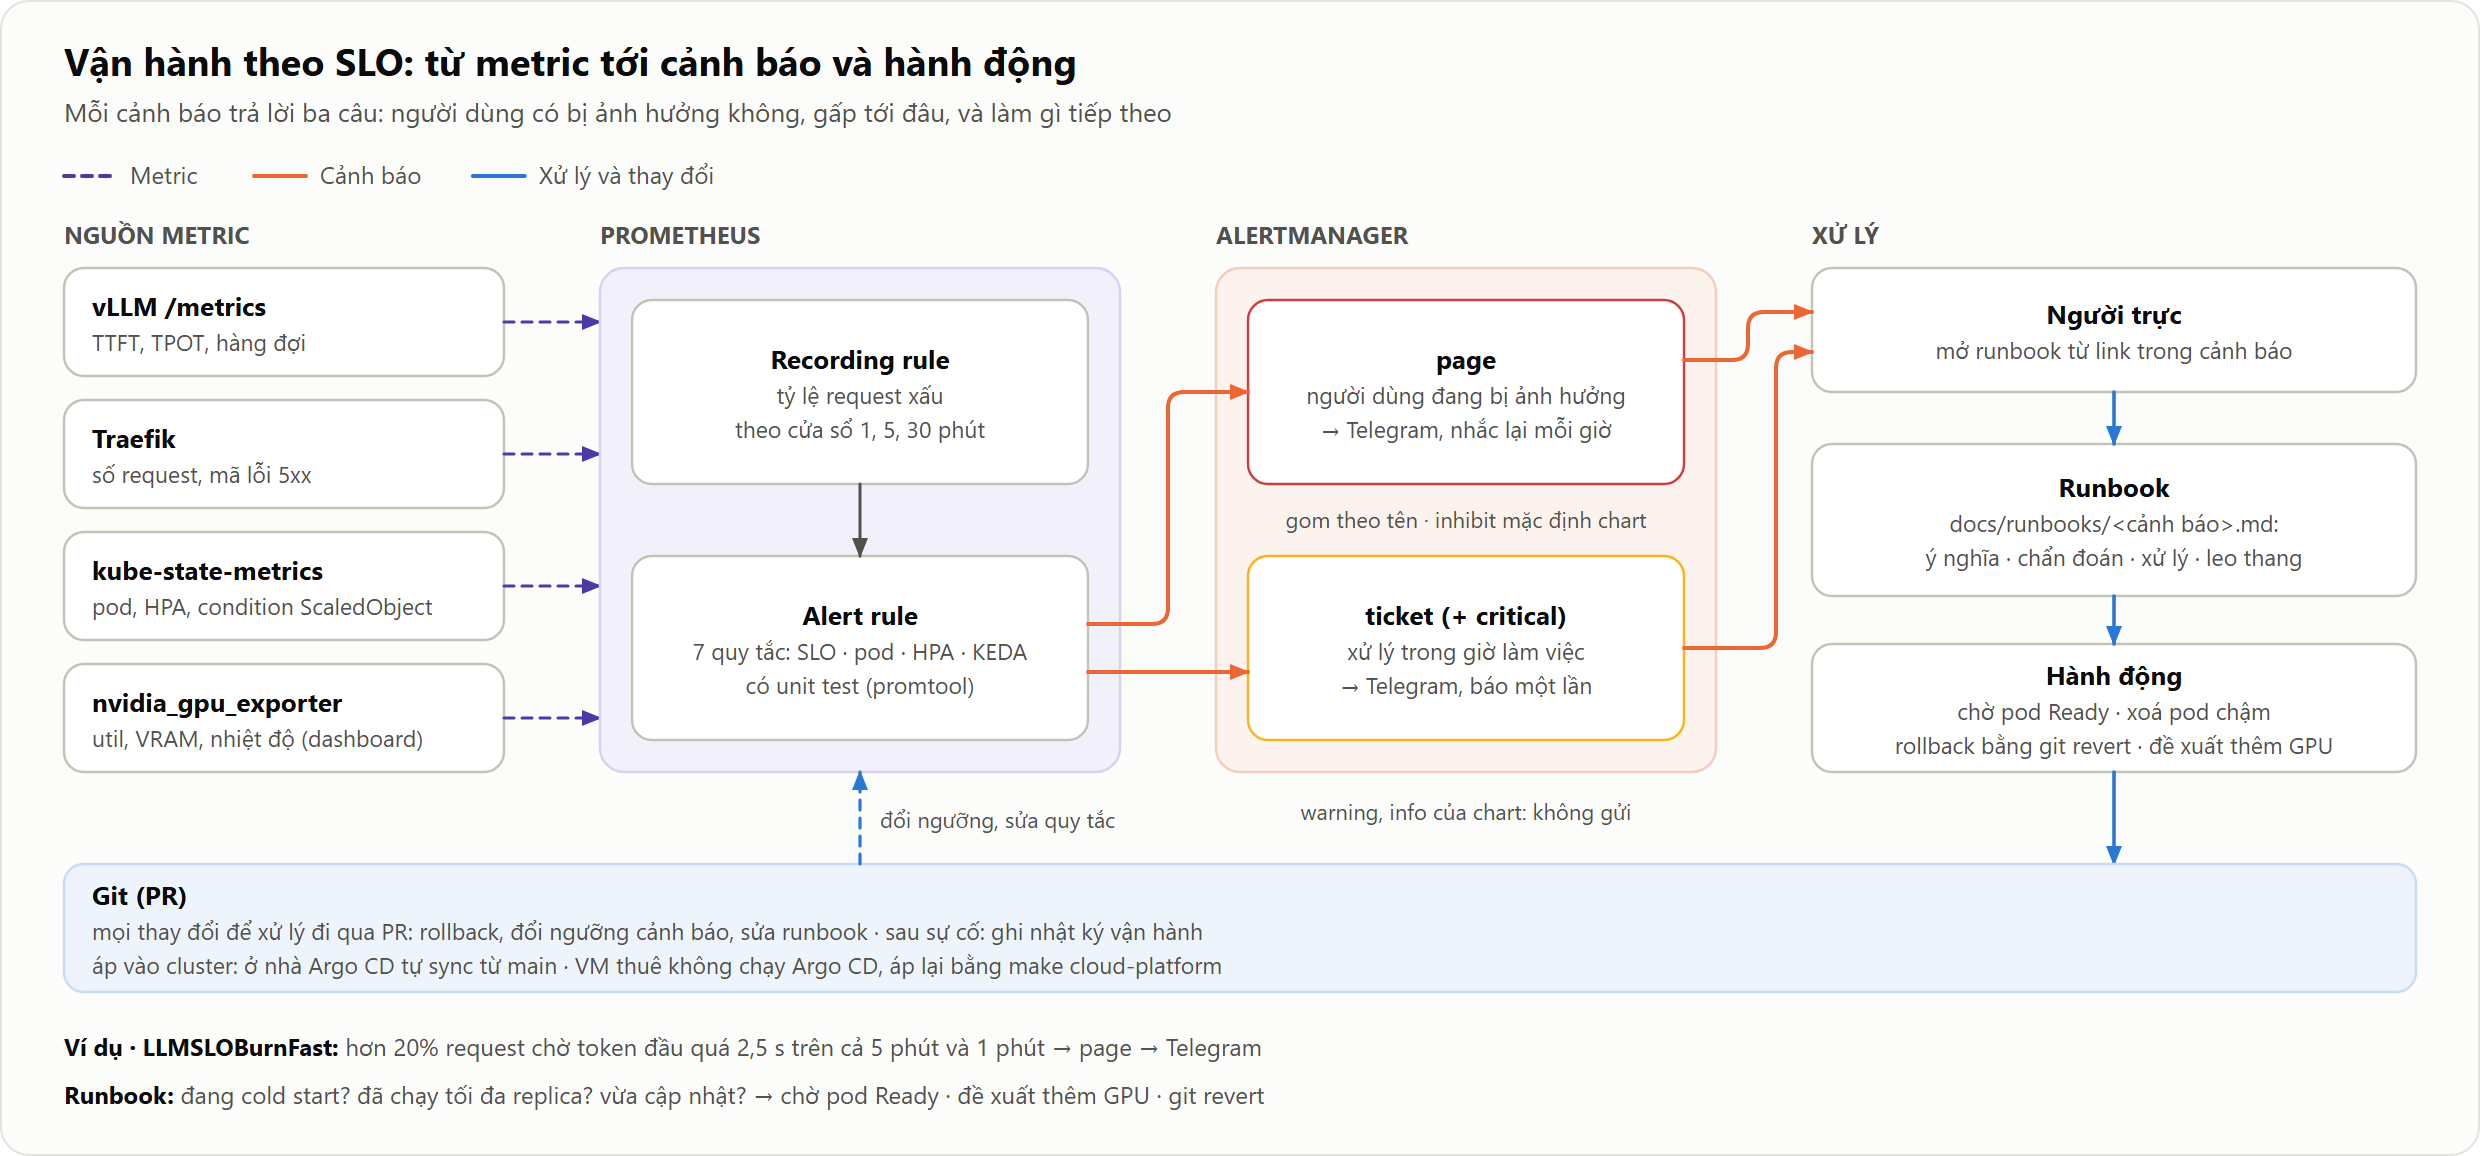 Vận hành theo SLO: từ metric tới cảnh báo và hành động
Mỗi cảnh báo trả lời ba câu: người dùng có bị ảnh hưởng không, gấp tới đâu, và làm gì tiếp theo
Metric
Cảnh báo
Xử lý và thay đổi
NGUỒN METRIC
vLLM /metrics
TTFT, TPOT, hàng đợi
Traefik
số request, mã lỗi 5xx
kube-state-metrics
pod, HPA, condition ScaledObject
nvidia_gpu_exporter
util, VRAM, nhiệt độ (dashboard)
PROMETHEUS
Recording rule
tỷ lệ request xấu
theo cửa sổ 1, 5, 30 phút
Alert rule
7 quy tắc: SLO · pod · HPA · KEDA
có unit test (promtool)
đổi ngưỡng, sửa quy tắc
ALERTMANAGER
page
người dùng đang bị ảnh hưởng
→ Telegram, nhắc lại mỗi giờ
gom theo tên · inhibit mặc định chart
ticket (+ critical)
xử lý trong giờ làm việc
→ Telegram, báo một lần
warning, info của chart: không gửi
XỬ LÝ
Người trực
mở runbook từ link trong cảnh báo
Runbook
docs/runbooks/<cảnh báo>.md:
ý nghĩa · chẩn đoán · xử lý · leo thang
Hành động
chờ pod Ready · xoá pod chậm
rollback bằng git revert · đề xuất thêm GPU
Git (PR)
mọi thay đổi để xử lý đi qua PR: rollback, đổi ngưỡng cảnh báo, sửa runbook · sau sự cố: ghi nhật ký vận hành
áp vào cluster: ở nhà Argo CD tự sync từ main · VM thuê không chạy Argo CD, áp lại bằng make cloud-platform
Ví dụ · LLMSLOBurnFast: hơn 20% request chờ token đầu quá 2,5 s trên cả 5 phút và 1 phút → page → Telegram
Runbook: đang cold start? đã chạy tối đa replica? vừa cập nhật? → chờ pod Ready · đề xuất thêm GPU · git revert